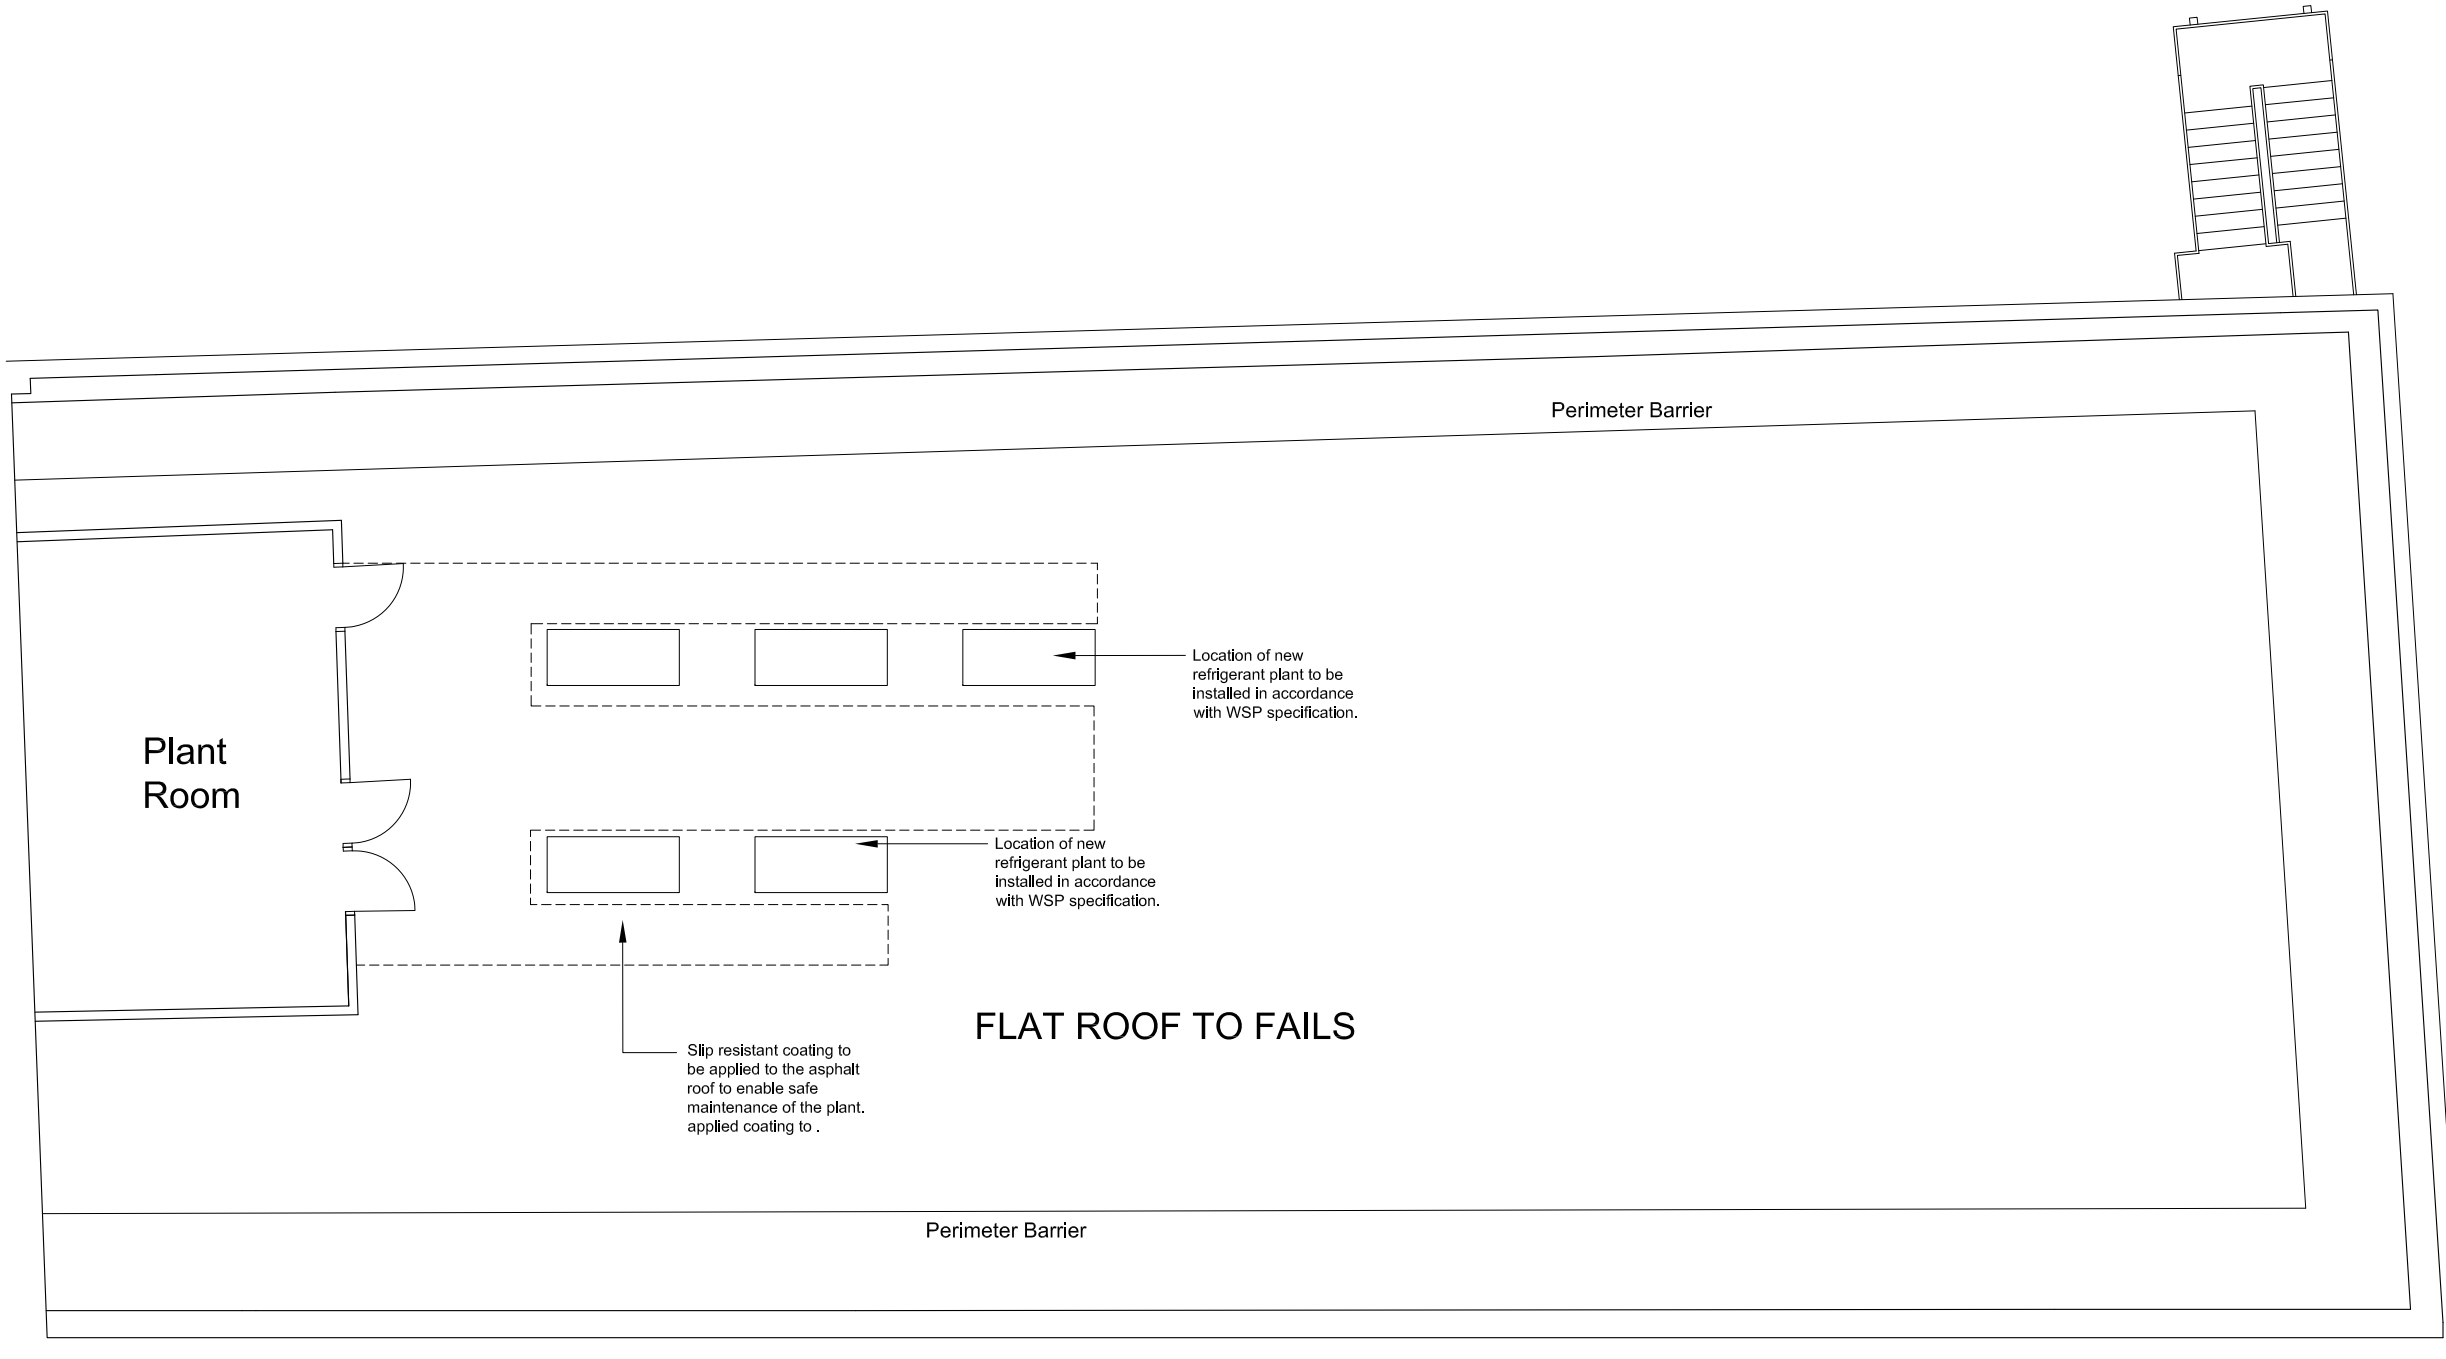 Perimeter Barrier
Location of new
refrigerant plant to be
installed in accordance
with WSP specification.
Plant
Room
Location of new
refrigerant plant to be
installed in accordance
with WSP specification.
FLAT ROOF TO FAILS
Slip resistant coating to
be applied to the asphalt
roof to enable safe
maintenance of the plant.
applied coating to .
Perimeter Barrier